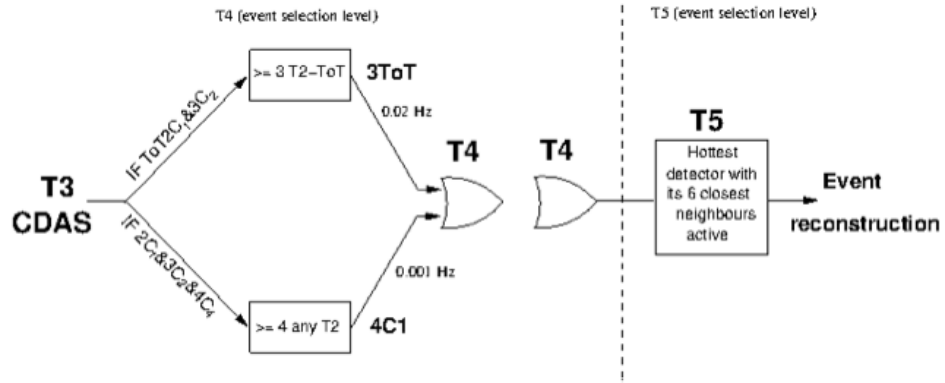 T4 (event selection level)
T5 (event selection level)
>= 3 T2-ToT
3ToT
IF ToT2C₁&3C₂
0.02 Hz
T3
CDAS
T4
T4
T5
Hottest
detector with
its 6 closest
neighbours
active
Event
reconstruction
IF 2C₁&3C₂&4C₄
0.001 Hz
>= 4 any T2
4C1